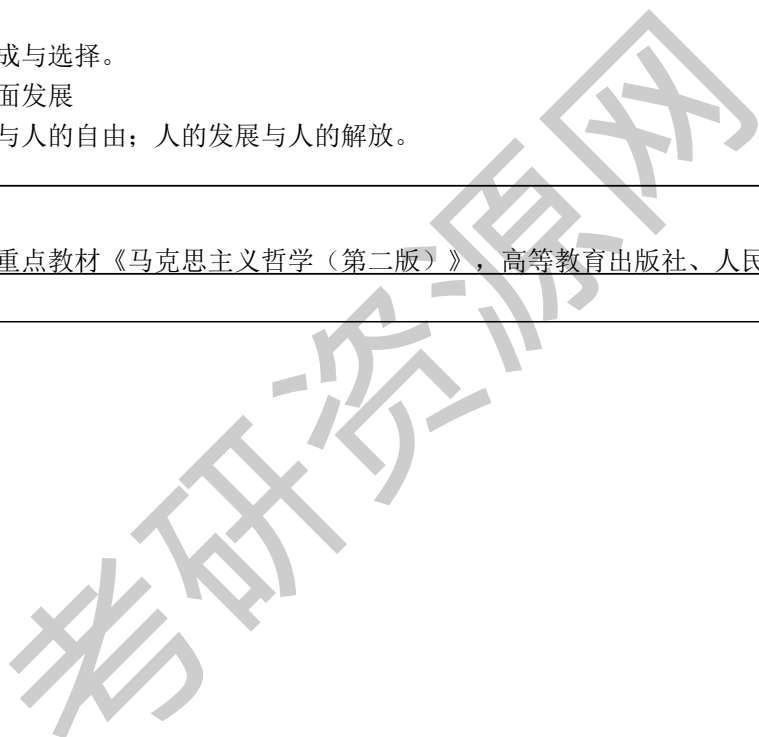 成与选择。
面发展
与人的自由；人的发展与人的解放。
重点教材《马克思主义哲学（第二版）》，高等教育出版社、人民
考研资源网